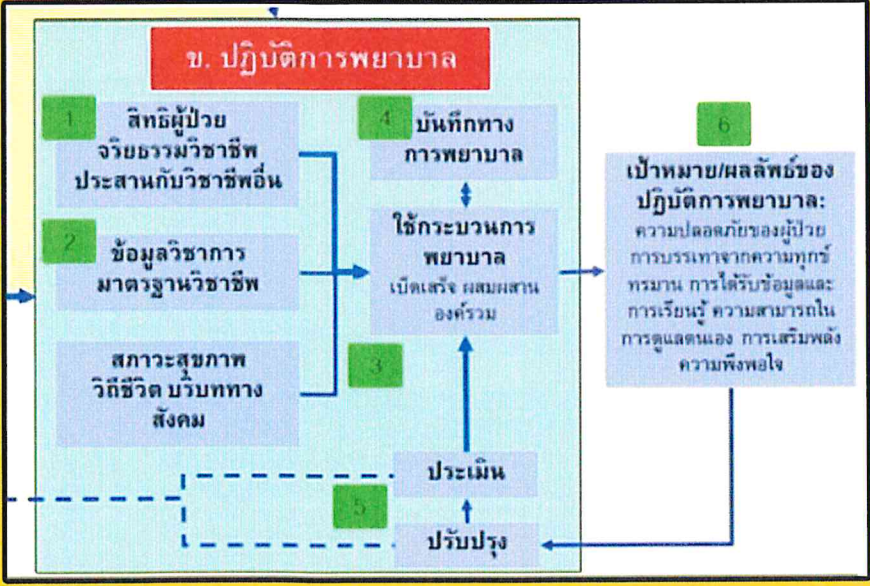 ข. ปฏิบัติการพยาบาล
1
สิทธิผู้ป่วย
จริยธรรมวิชาชีพ
ประสานกับวิชาชีพอื่น
2
ข้อมูลวิชาการ
มาตรฐานวิชาชีพ
สภาวะสุขภาพ
วิถีชีวิต บริบททาง
สังคม
3
4
บันทึกทาง
การพยาบาล
ใช้กระบวนการ
พยาบาล
เบ็ดเสร็จ ผสมผสาน
องค์รวม
ประเมิน
5
ปรับปรุง
6
เป้าหมาย/ผลลัพธ์ของ
ปฏิบัติการพยาบาล:
ความปลอดภัยของผู้ป่วย
การบรรเทาจากความทุกข์
ทรมาน การได้รับข้อมูลและ
การเรียนรู้ ความสามารถใน
การดูแลตนเอง การเสริมพลัง
ความพึงพอใจ